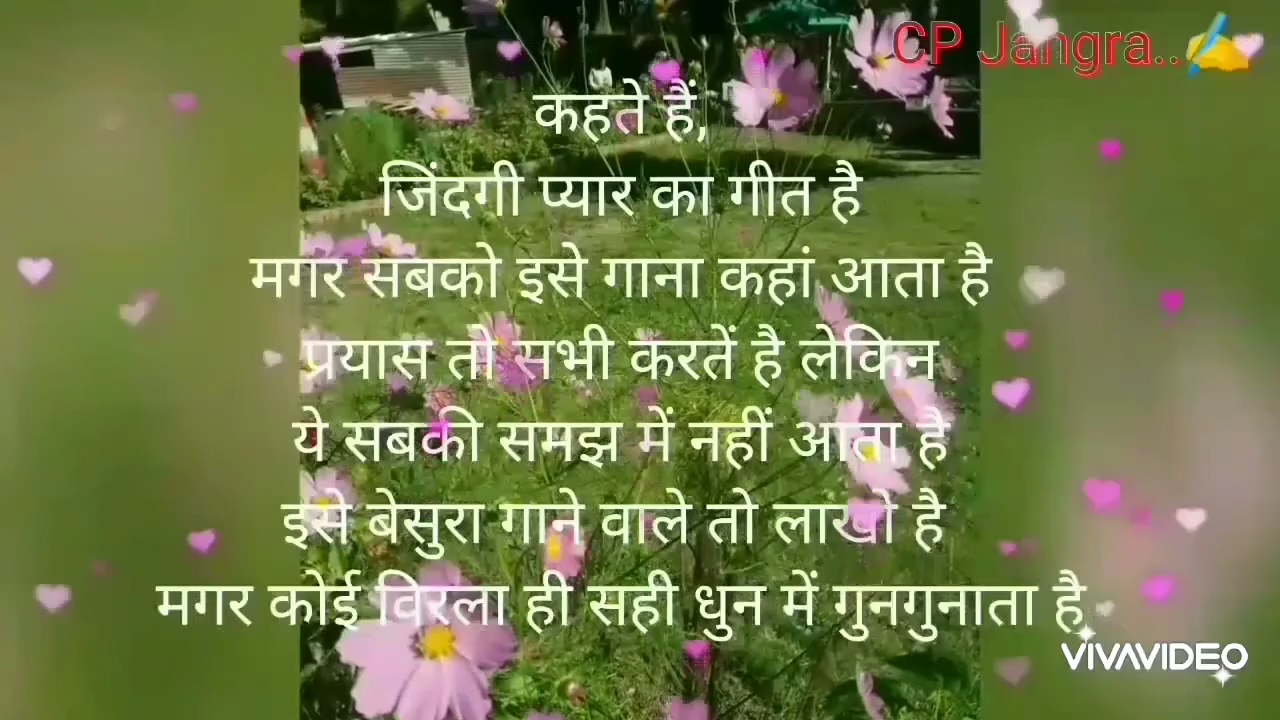 CP Jangra..✍
कहते हैं,
जिंदगी प्यार का गीत है
मगर सबको इसे गाना कहां आता है
प्रयास तो सभी करतें है लेकिन
ये सबकी समझ में नहीं आता है
इसे बेसुरा गाने वाले तो लाखों है
मगर कोई विरला ही सही धुन में गुनगुनाता है
VIVAVIDEO